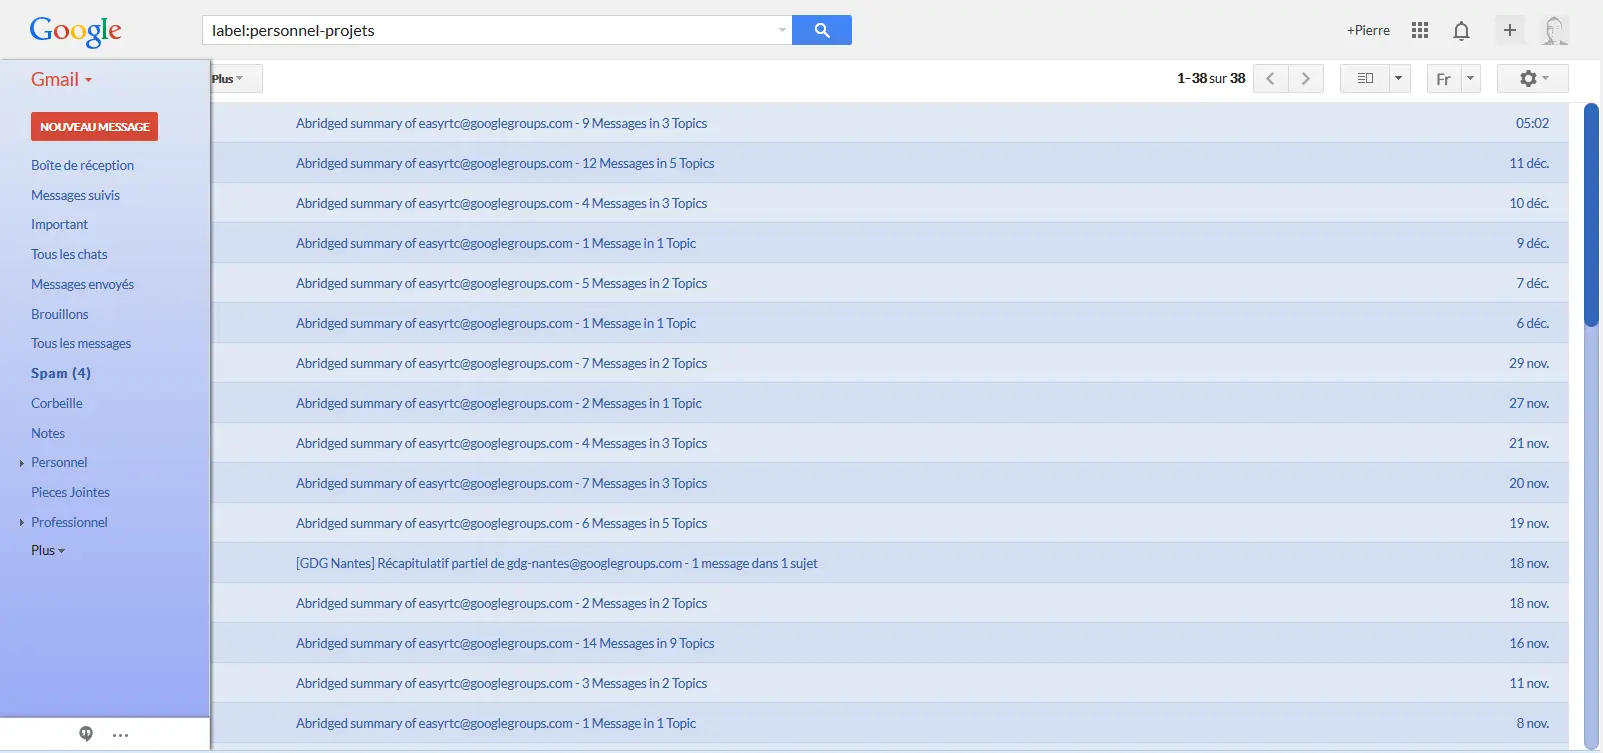 Google
label:personnel-projets
+Pierre
Gmail
Plus
1-38 sur 38
Fr
NOUVEAU MESSAGE
Boîte de réception
Messages suivis
Important
Tous les chats
Messages envoyés
Brouillons
Tous les messages
Spam (4)
Corbeille
Notes
Personnel
Pieces Jointes
Professionnel
Plus
Abridged summary of easyrtc@googlegroups.com - 9 Messages in 3 Topics 05:02
Abridged summary of easyrtc@googlegroups.com - 12 Messages in 5 Topics 11 déc.
Abridged summary of easyrtc@googlegroups.com - 4 Messages in 3 Topics 10 déc.
Abridged summary of easyrtc@googlegroups.com - 1 Message in 1 Topic 9 déc.
Abridged summary of easyrtc@googlegroups.com - 5 Messages in 2 Topics 7 déc.
Abridged summary of easyrtc@googlegroups.com - 1 Message in 1 Topic 6 déc.
Abridged summary of easyrtc@googlegroups.com - 7 Messages in 2 Topics 29 nov.
Abridged summary of easyrtc@googlegroups.com - 2 Messages in 1 Topic 27 nov.
Abridged summary of easyrtc@googlegroups.com - 4 Messages in 3 Topics 21 nov.
Abridged summary of easyrtc@googlegroups.com - 7 Messages in 3 Topics 20 nov.
Abridged summary of easyrtc@googlegroups.com - 6 Messages in 5 Topics 19 nov.
[GDG Nantes] Récapitulatif partiel de gdg-nantes@googlegroups.com - 1 message dans 1 sujet 18 nov.
Abridged summary of easyrtc@googlegroups.com - 2 Messages in 2 Topics 18 nov.
Abridged summary of easyrtc@googlegroups.com - 14 Messages in 9 Topics 16 nov.
Abridged summary of easyrtc@googlegroups.com - 3 Messages in 2 Topics 11 nov.
Abridged summary of easyrtc@googlegroups.com - 1 Message in 1 Topic 8 nov.